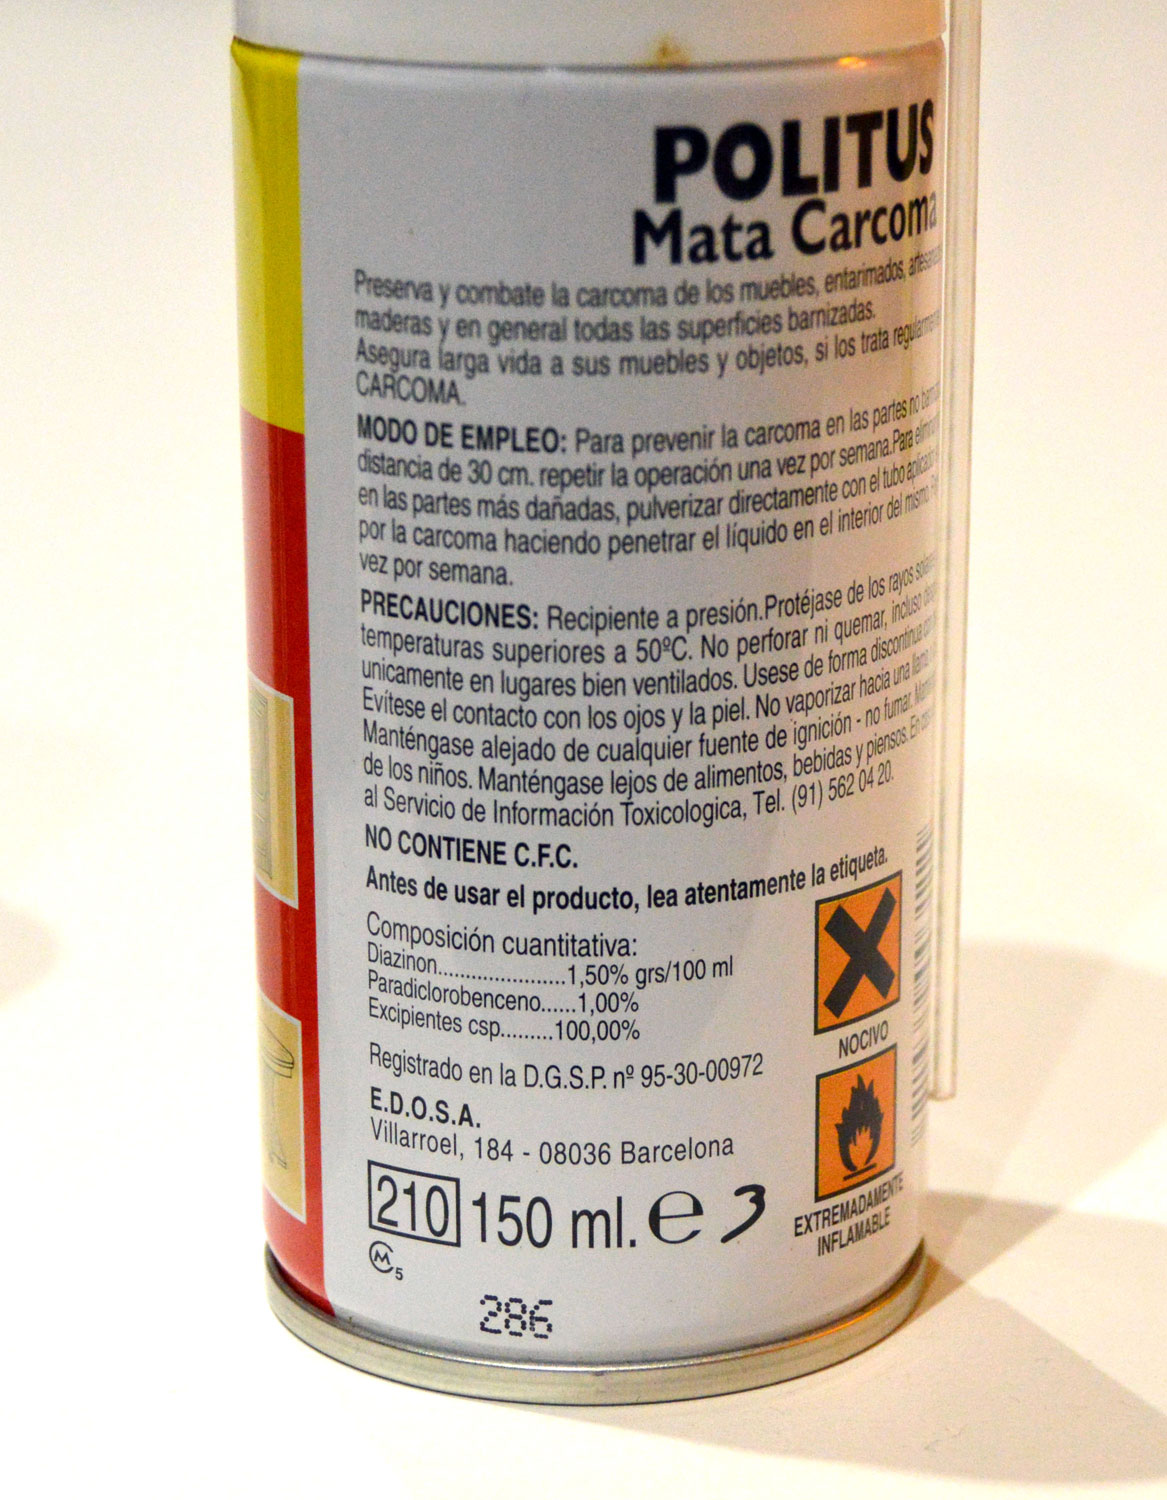 POLITUS
Mata Carcoma
Preserva y combate la carcoma de los muebles, entarimados,
maderas y en general todas las superficies barnizadas.
Asegura larga vida a sus muebles y objetos, si los trata
CARCOMA.
MODO DE EMPLEO: Para prevenir la carcoma en las partes no
distancia de 30 cm. repetir la operación una vez por semana.Para
en las partes más dañadas, pulverizar directamente con el tubo
por la carcoma haciendo penetrar el líquido en el interior del mismo.
vez por semana.
PRECAUCIONES: Recipiente a presión.Protéjase de los rayos
temperaturas superiores a 50ºC. No perforar ni quemar, incluso
unicamente en lugares bien ventilados. Usese de forma discontinua
Evítese el contacto con los ojos y la piel. No vaporizar hacia una llama
Manténgase alejado de cualquier fuente de ignición - no fumar.
de los niños. Manténgase lejos de alimentos, bebidas y piensos. En
al Servicio de Información Toxicologica, Tel. (91) 562 04 20.
NO CONTIENE C.F.C.
Antes de usar el producto, lea atentamente la etiqueta.
Composición cuantitativa:
Diazinon......................1,50% grs/100 ml
Paradiclorobenceno......1,00%
Excipientes csp.........100,00%
NOCIVO
Registrado en la D.G.S.P. nº 95-30-00972
E.D.O.S.A.
Villarroel, 184 - 08036 Barcelona
210 150 ml. e 3
EXTREMADAMENTE
INFLAMABLE
M 5
286